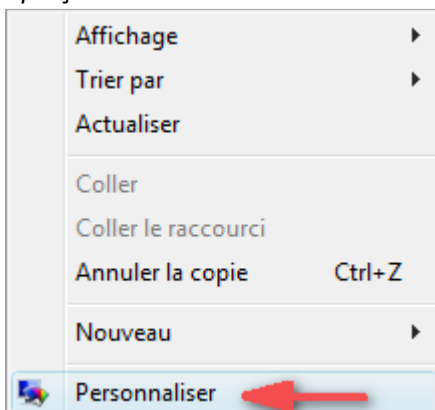 Affichage
Trier par
Actualiser
Coller
Coller le raccourci
Annuler la copie Ctrl+Z
Nouveau
Personnaliser